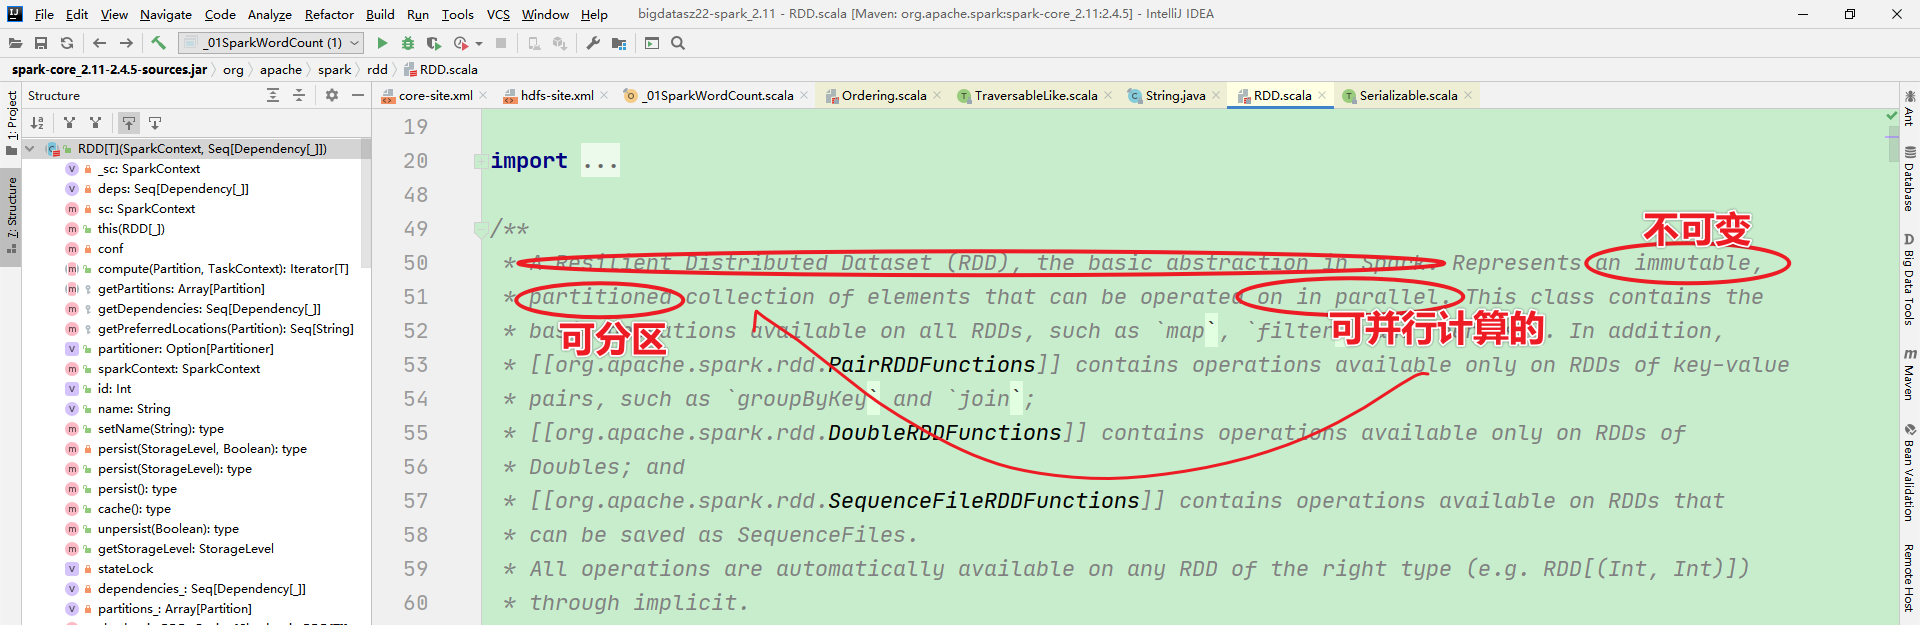 File Edit View Navigate Code Analyze Refactor Build Run Tools VCS Window Help bigdatasz22-spark_2.11 - RDD.scala [Maven: org.apache.spark:spark-core_2.11:2.4.5] - IntelliJ IDEA
_01SparkWordCount (1)
spark-core_2.11-2.4.5-sources.jar org apache spark rdd RDD.scala
Structure
core-site.xml hdfs-site.xml _01SparkWordCount.scala Ordering.scala TraversableLike.scala String.java RDD.scala Serializable.scala
1: Project
7: Structure
RDD[T](SparkContext, Seq[Dependency[_]])
_sc: SparkContext
deps: Seq[Dependency[_]]
sc: SparkContext
this(RDD[_])
conf
compute(Partition, TaskContext): Iterator[T]
getPartitions: Array[Partition]
getDependencies: Seq[Dependency[_]]
getPreferredLocations(Partition): Seq[String]
partitioner: Option[Partitioner]
sparkContext: SparkContext
id: Int
name: String
setName(String): type
persist(StorageLevel, Boolean): type
persist(StorageLevel): type
persist(): type
cache(): type
unpersist(Boolean): type
getStorageLevel: StorageLevel
stateLock
dependencies_: Seq[Dependency[_]]
partitions_: Array[Partition]
19
20 import ...
48
49 /**
不可变
50 * A Resilient Distributed Dataset (RDD), the basic abstraction in Spark. Represents an immutable,
51 * partitioned collection of elements that can be operated on in parallel. This class contains the
可分区
可并行计算的
52 * ba ations available on all RDDs, such as `map`, `filter . In addition,
53 * [[org.apache.spark.rdd.PairRDDFunctions]] contains operations available only on RDDs of key-value
54 * pairs, such as `groupByKey` and `join`;
55 * [[org.apache.spark.rdd.DoubleRDDFunctions]] contains operations available only on RDDs of
56 * Doubles; and
57 * [[org.apache.spark.rdd.SequenceFileRDDFunctions]] contains operations available on RDDs that
58 * can be saved as SequenceFiles.
59 * All operations are automatically available on any RDD of the right type (e.g. RDD[(Int, Int)])
60 * through implicit.
Ant
Database
Big Data Tools
Maven
Bean Validation
Remote Host